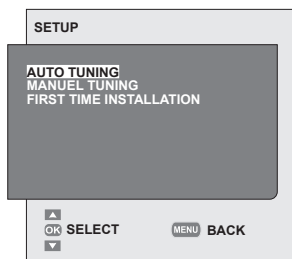 SETUP
AUTO TUNING
MANUEL TUNING
FIRST TIME INSTALLATION
OK SELECT MENU BACK